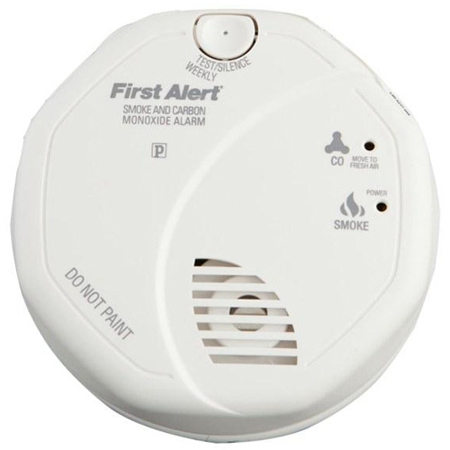 TEST/SILENCE
WEEKLY
First Alert®
SMOKE AND CARBON
MONOXIDE ALARM
P
CO
MOVE TO
FRESH AIR
POWER
SMOKE
DO NOT PAINT